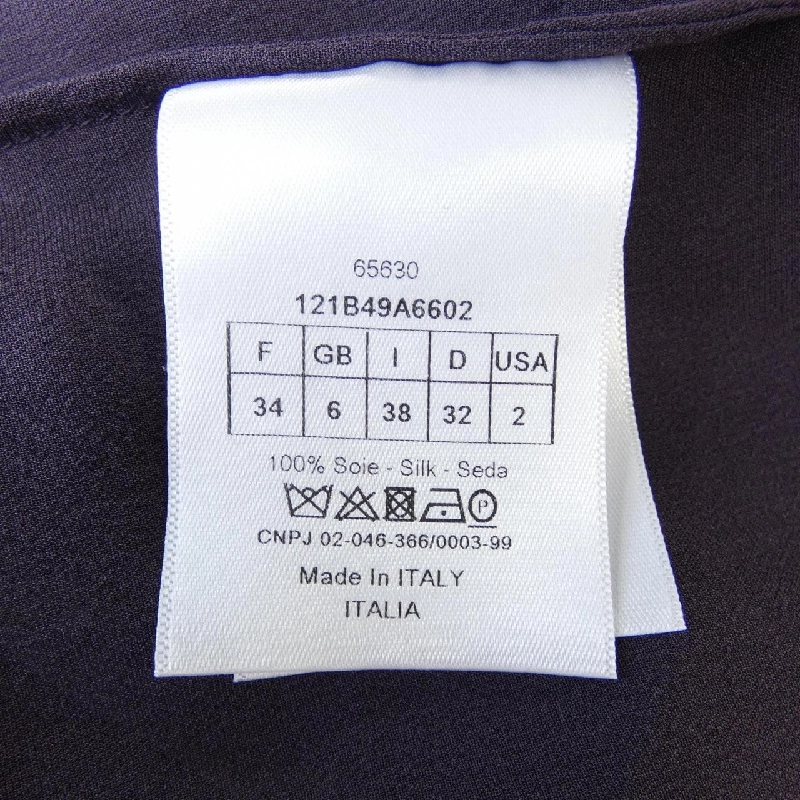 65630
121B49A6602
F GB I D USA
34 6 38 32 2
100% Soie - Silk - Seda
P
CNPJ 02-046-366/0003-99
Made In ITALY
ITALIA